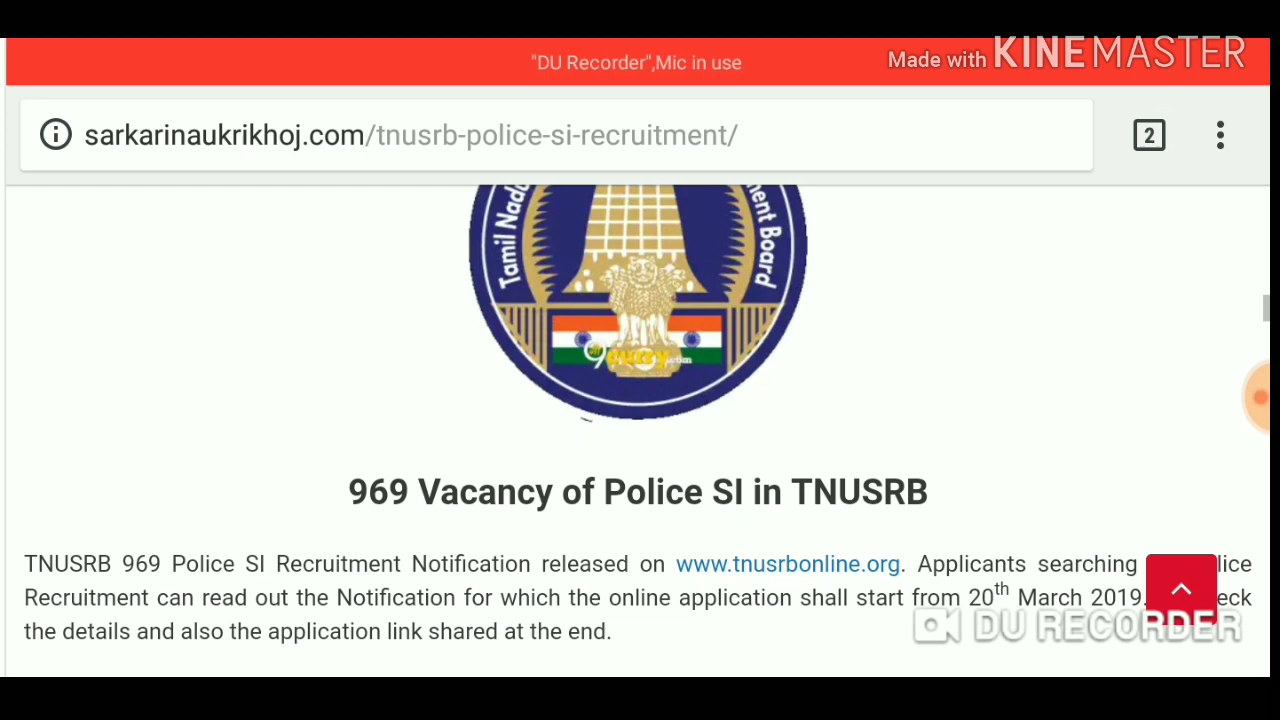 "DU Recorder",Mic in use
Made with KINEMASTER
sarkarinaukrikhoj.com/tnusrb-police-si-recruitment/
2
Tamil Board
969 Vacancy of Police SI in TNUSRB
TNUSRB 969 Police SI Recruitment Notification released on www.tnusrbonline.org. Applicants searching
Recruitment can read out the Notification for which the online application shall start from 20th March 2019.
the details and also the application link shared at the end.
DU RECORDER